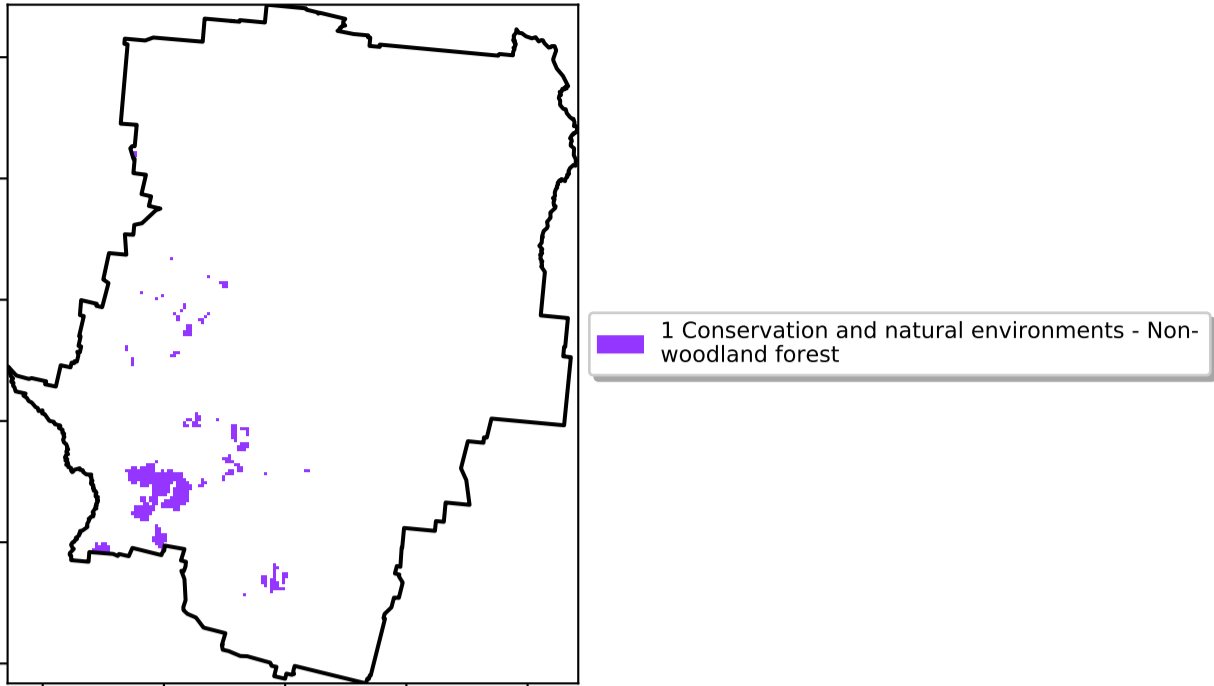 1 Conservation and natural environments - Non-
woodland forest